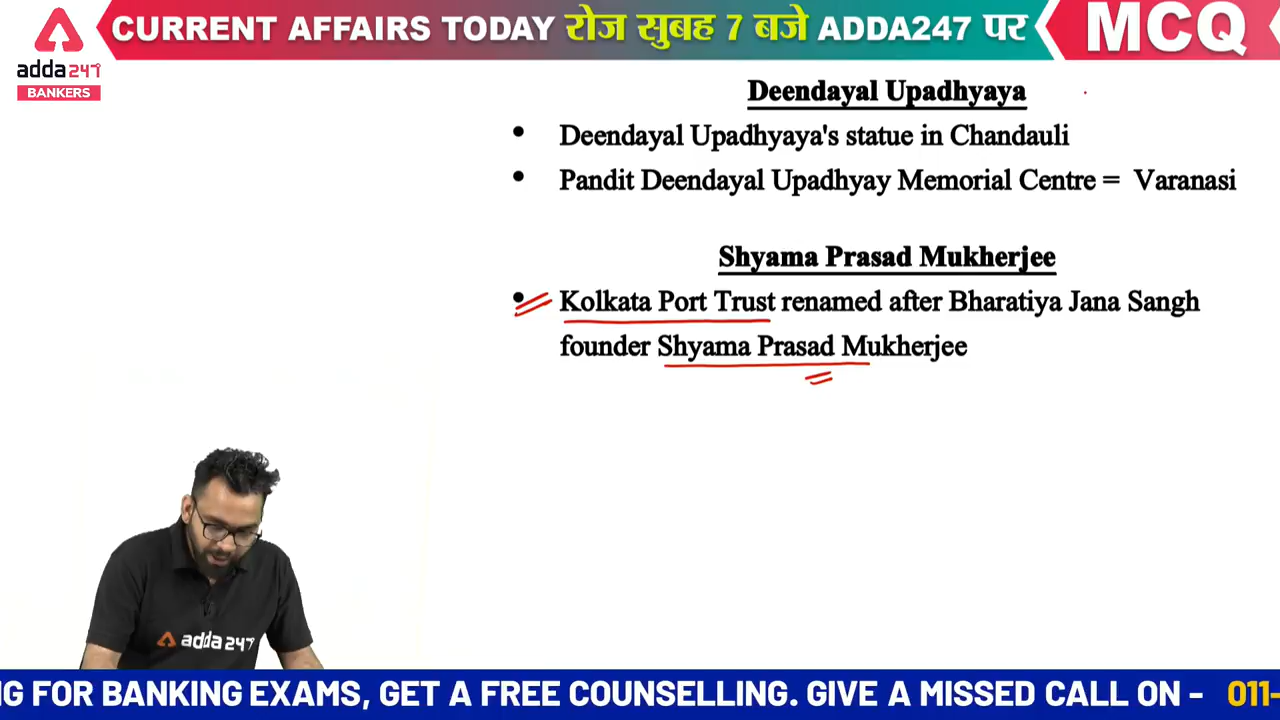 CURRENT AFFAIRS TODAY रोज सुबह 7 बजे ADDA247 पर
MCQ
adda247
BANKERS
Deendayal Upadhyaya
• Deendayal Upadhyaya's statue in Chandauli
• Pandit Deendayal Upadhyay Memorial Centre = Varanasi
Shyama Prasad Mukherjee
• Kolkata Port Trust renamed after Bharatiya Jana Sangh
founder Shyama Prasad Mukherjee
adda247
NG FOR BANKING EXAMS, GET A FREE COUNSELLING. GIVE A MISSED CALL ON - 011-